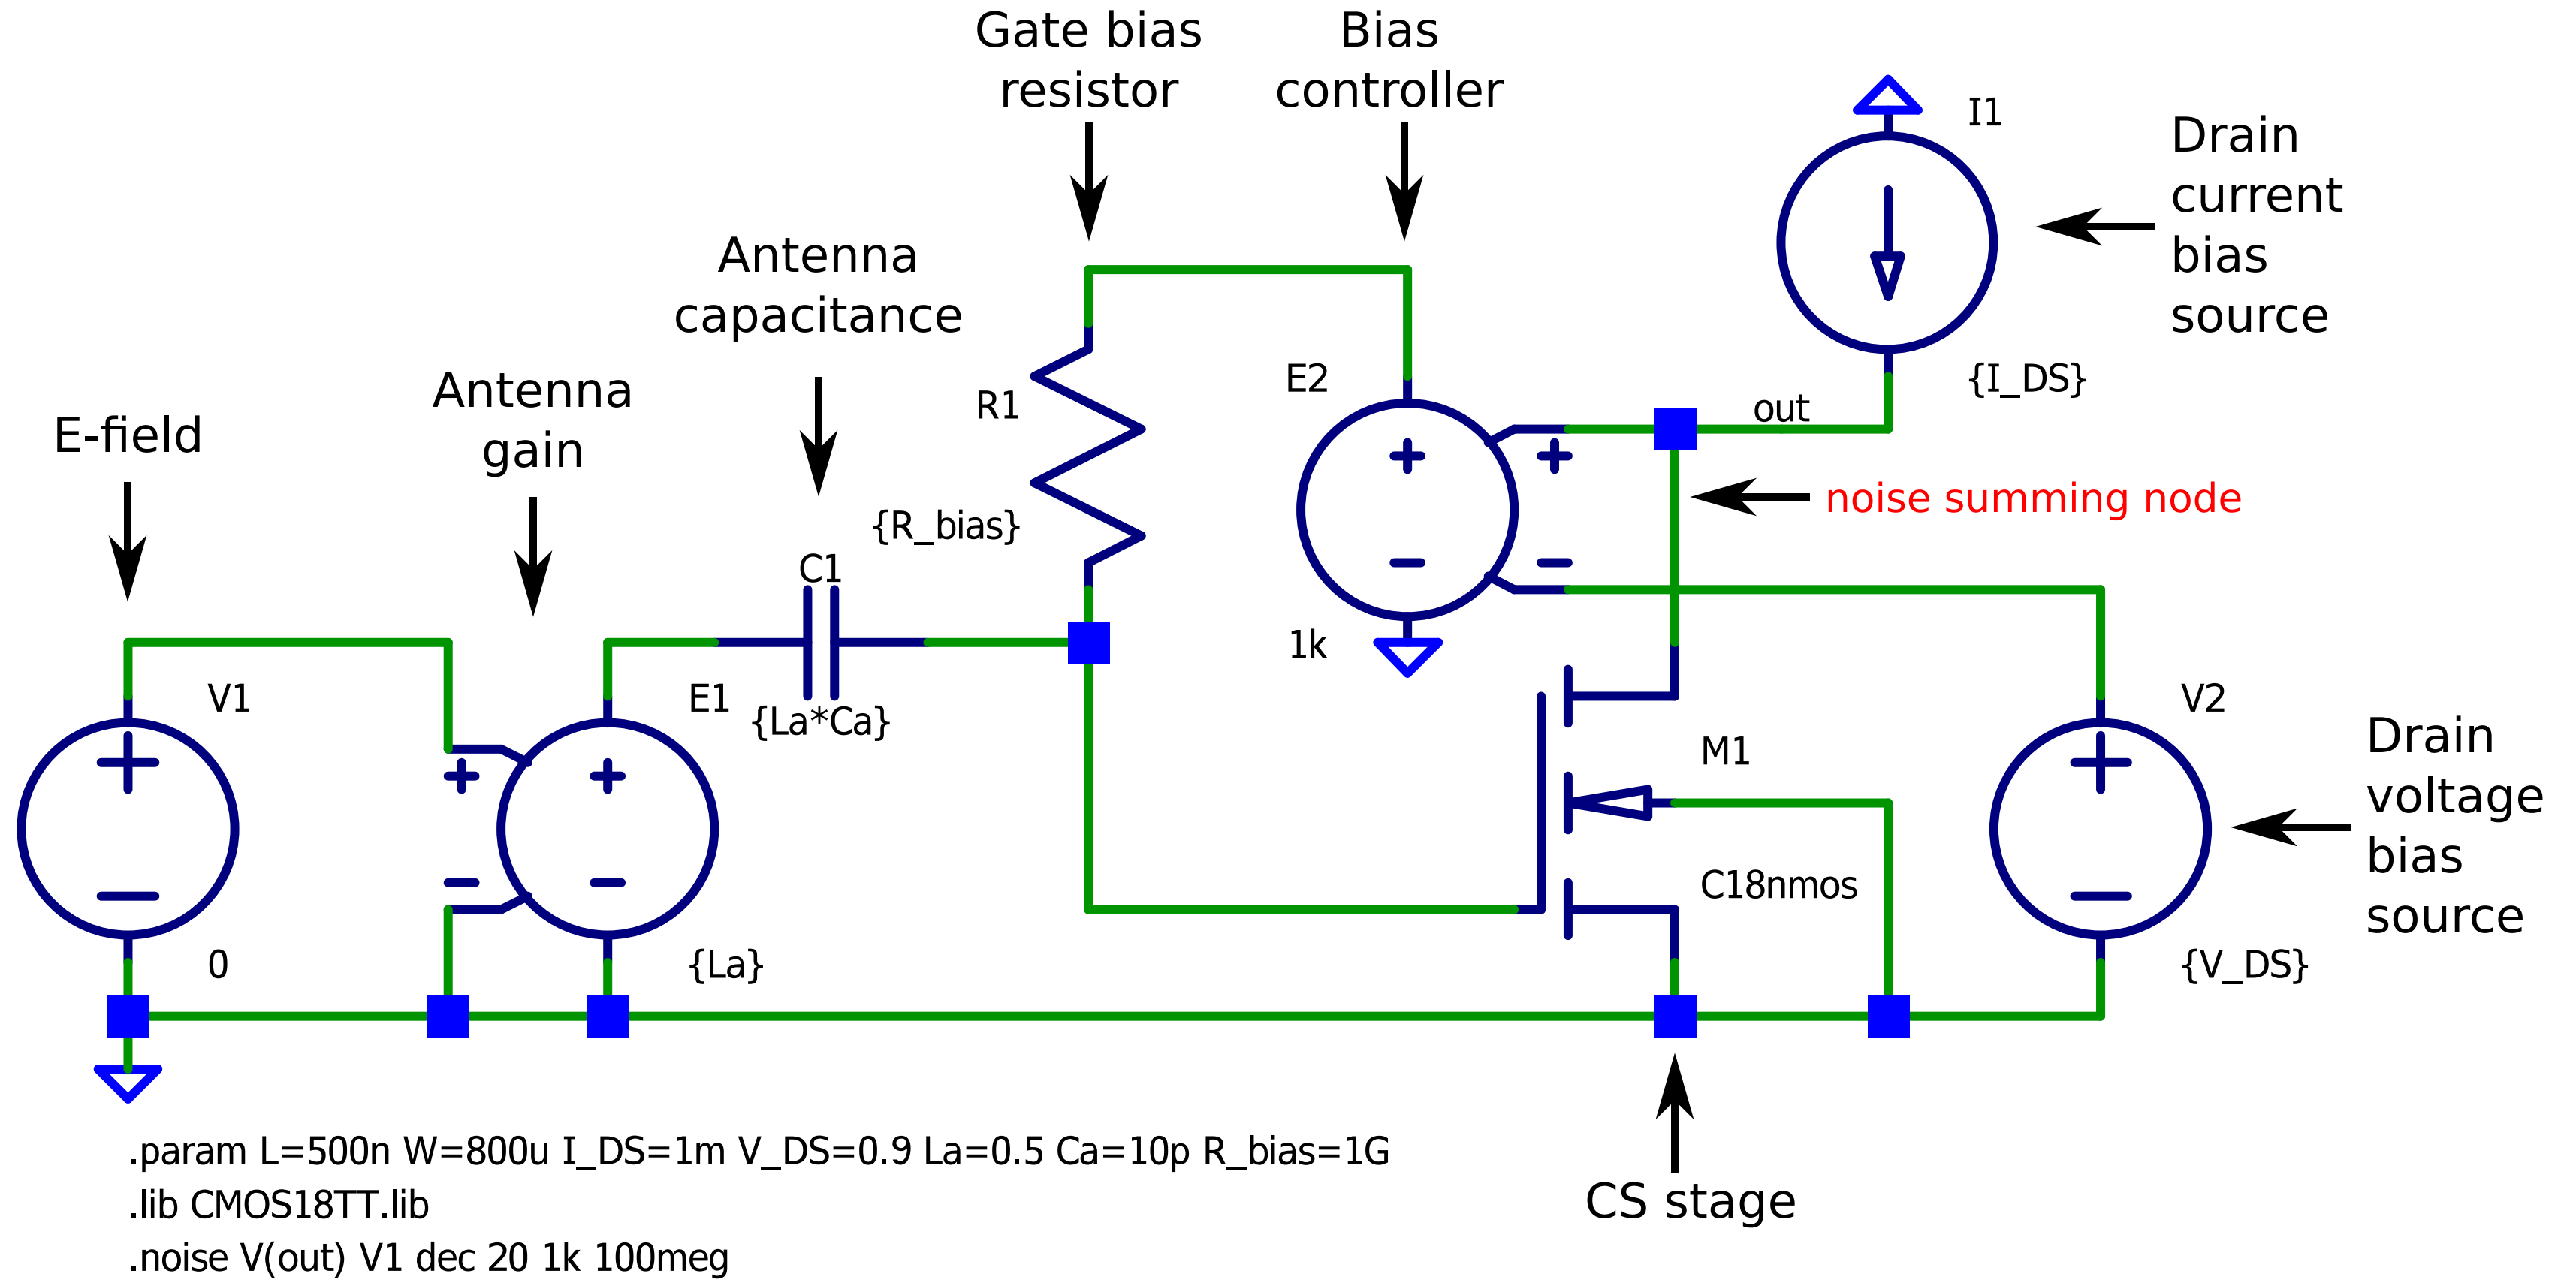 Gate bias
resistor
Bias
controller
I1
Drain
current
bias
source
{I_DS}
Antenna
capacitance
Antenna
gain
E-field
R1
{R_bias}
E2
1k
out
noise summing node
C1
{La*Ca}
V1
0
E1
{La}
M1
C18nmos
V2
{V_DS}
Drain
voltage
bias
source
CS stage
.param L=500n W=800u I_DS=1m V_DS=0.9 La=0.5 Ca=10p R_bias=1G
.lib CMOS18TT.lib
.noise V(out) V1 dec 20 1k 100meg